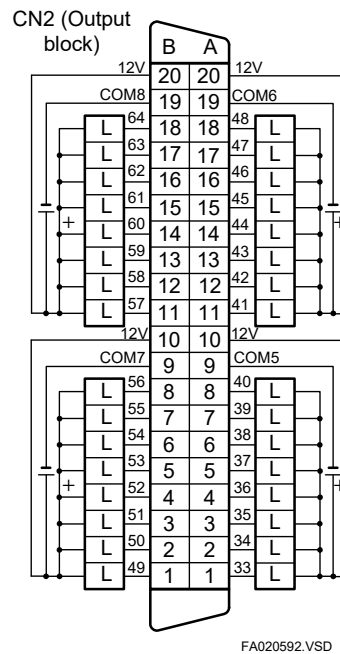 CN2 (Output
block)
B A
12V 20 20 12V
COM8 19 19 COM6
L 64 18 18 48 L
L 63 17 17 47 L
L 62 16 16 46 L
L 61 15 15 45 L
+ +
L 60 14 14 44 L
L 59 13 13 43 L
L 58 12 12 42 L
L 57 11 11 41 L
12V 10 10 12V
COM7 9 9 COM5
L 56 8 8 40 L
L 55 7 7 39 L
L 54 6 6 38 L
L 53 5 5 37 L
+ +
L 52 4 4 36 L
L 51 3 3 35 L
L 50 2 2 34 L
L 49 1 1 33 L
FA020592.VSD